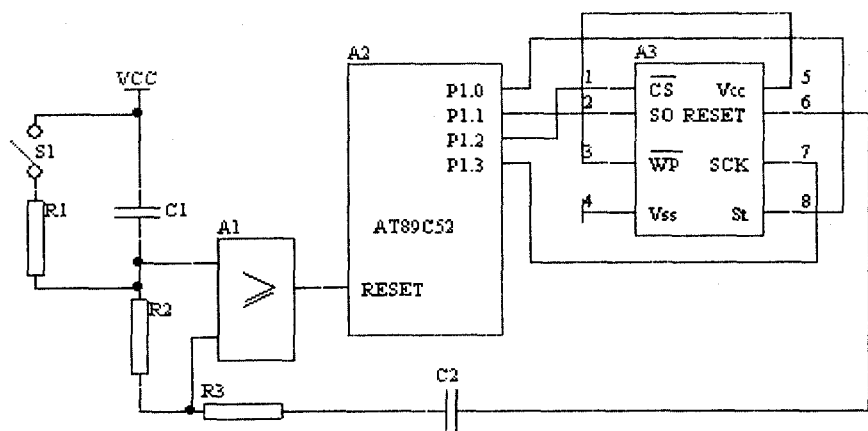 VCC
S1
R1
C1
R2
A1
≥
R3
C2
A2
P1.0
P1.1
P1.2
P1.3
AT89C52
RESET
A3
1 CS Vcc 5
2 SO RESET 6
3 WP SCK 7
4 Vss St 8